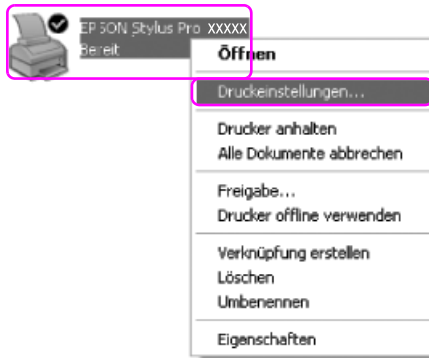 EPSON Stylus Pro XXXXX
Bereit
Öffnen
Druckeinstellungen...
Drucker anhalten
Alle Dokumente abbrechen
Freigabe...
Drucker offline verwenden
Verknüpfung erstellen
Löschen
Umbenennen
Eigenschaften